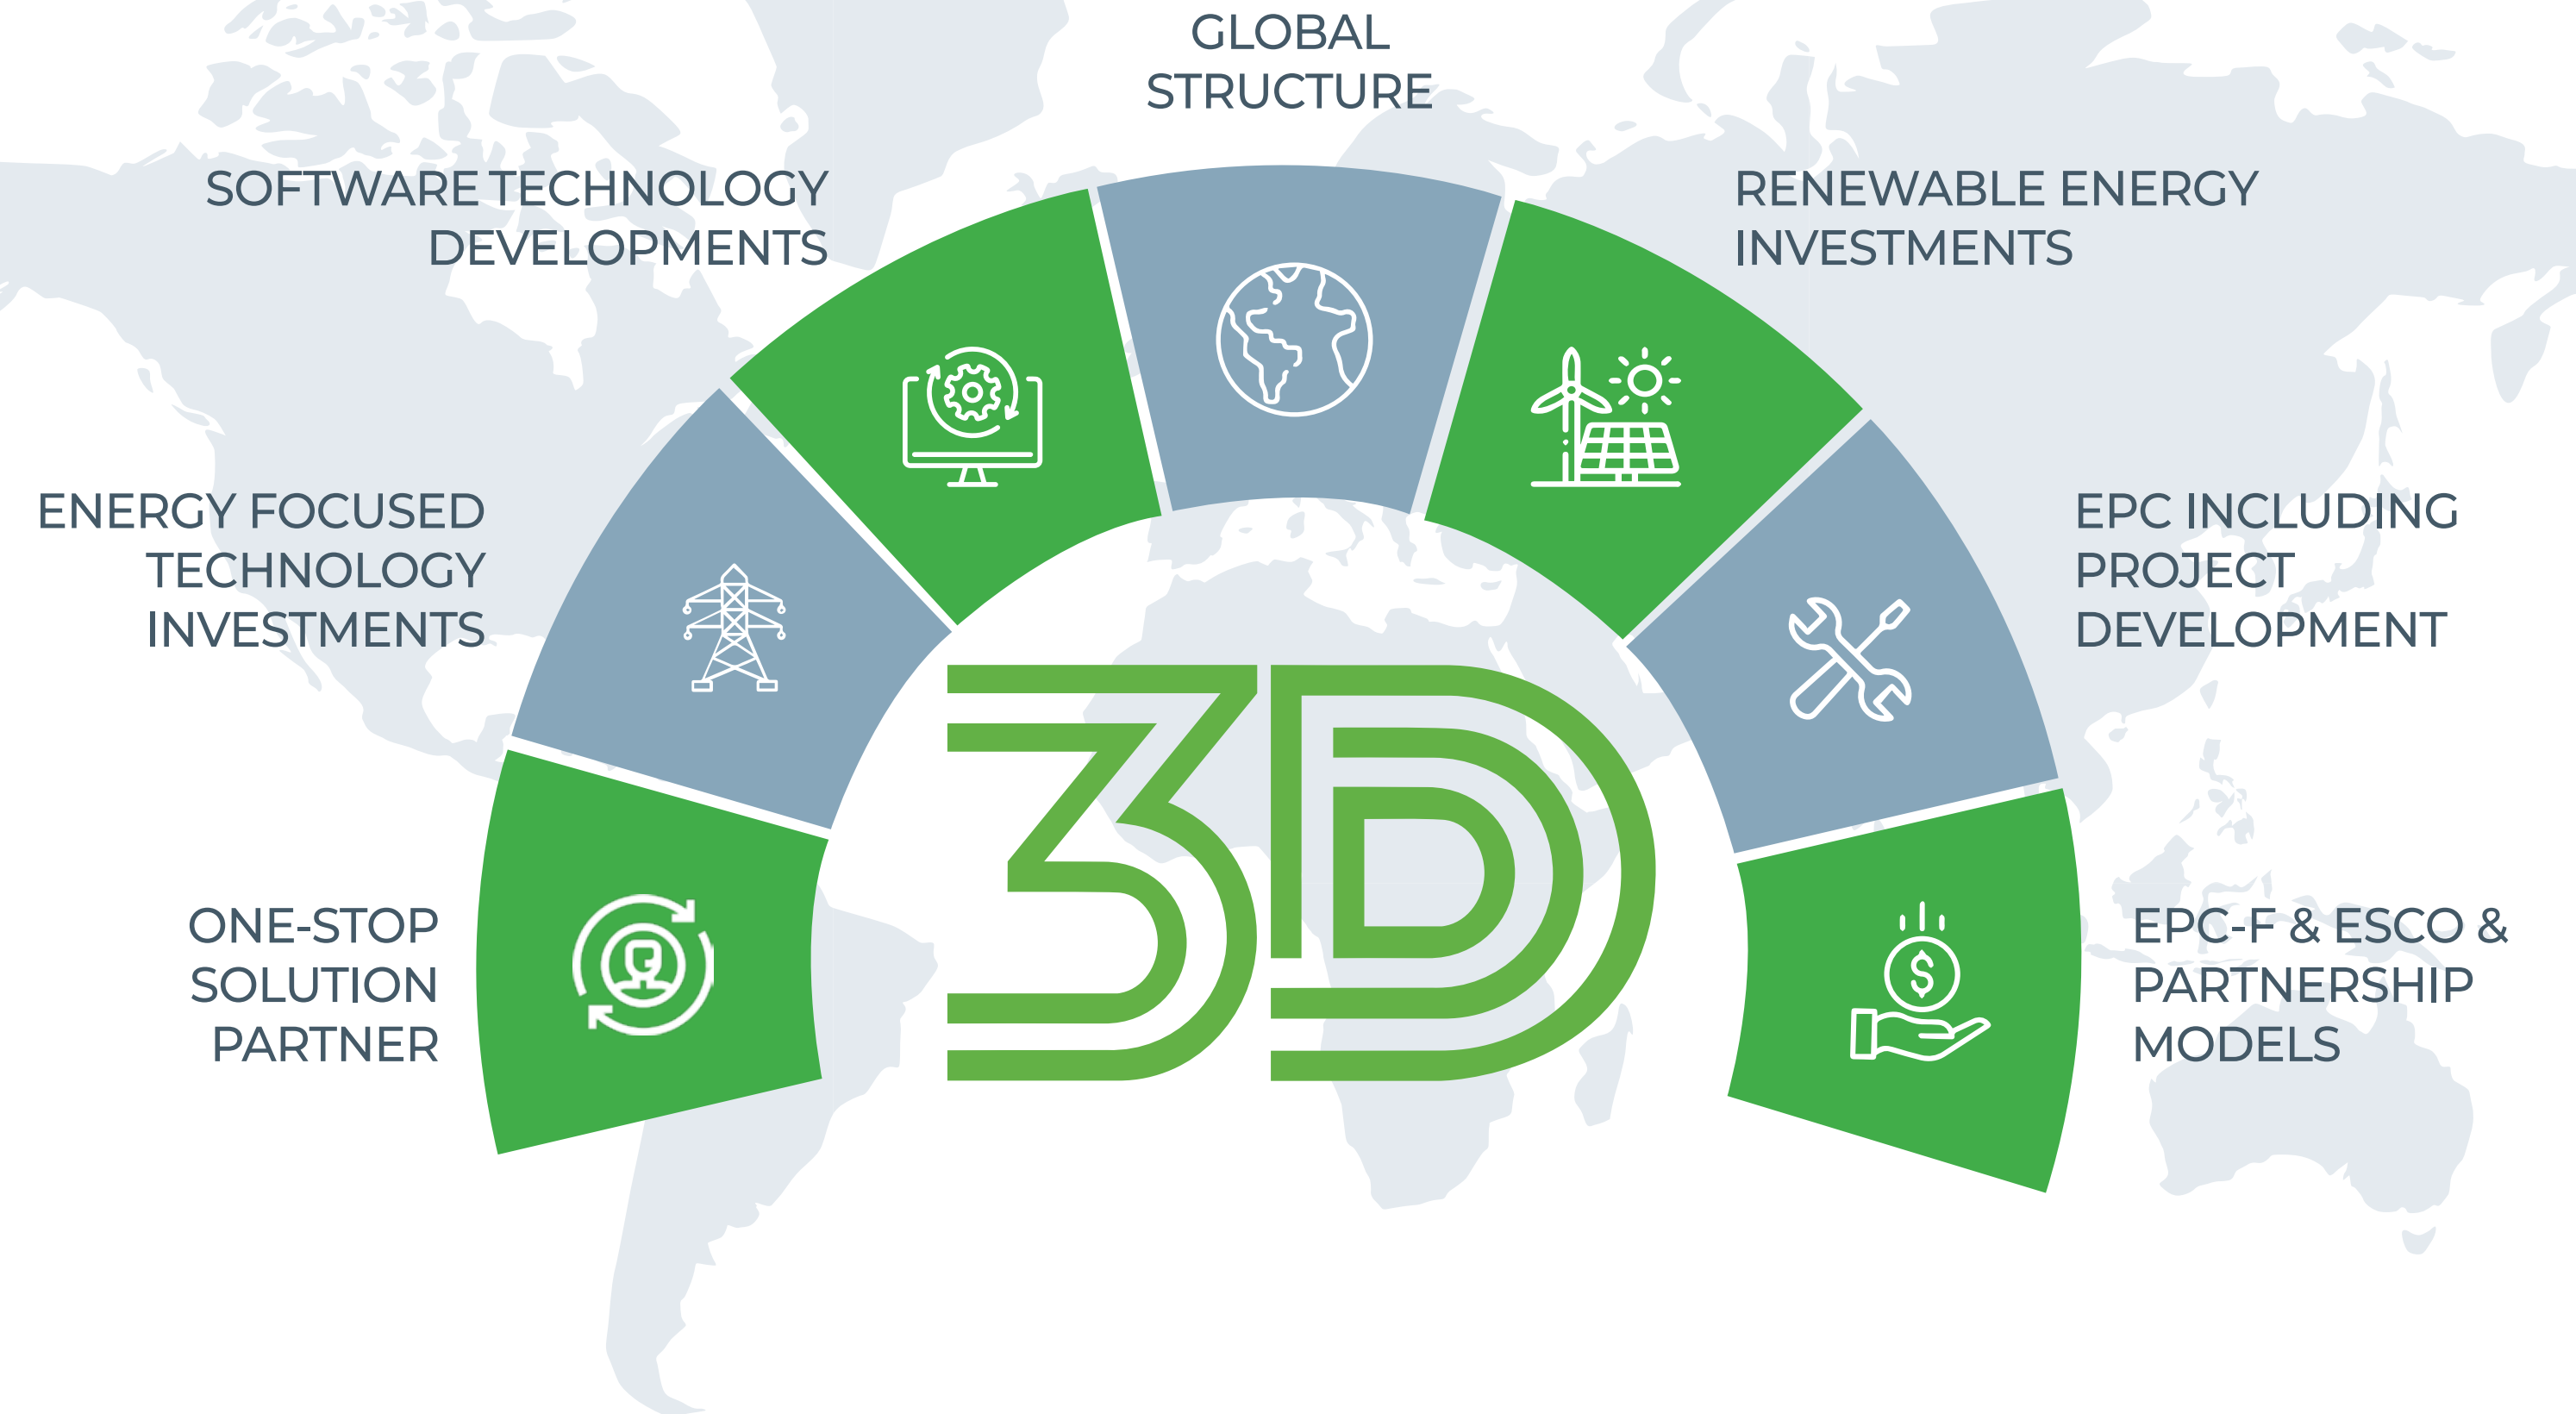 GLOBAL
STRUCTURE
SOFTWARE TECHNOLOGY
DEVELOPMENTS
RENEWABLE ENERGY
INVESTMENTS
ENERGY FOCUSED
TECHNOLOGY
INVESTMENTS
EPC INCLUDING
PROJECT
DEVELOPMENT
3D
ONE-STOP
SOLUTION
PARTNER
$
EPC-F & ESCO &
PARTNERSHIP
MODELS